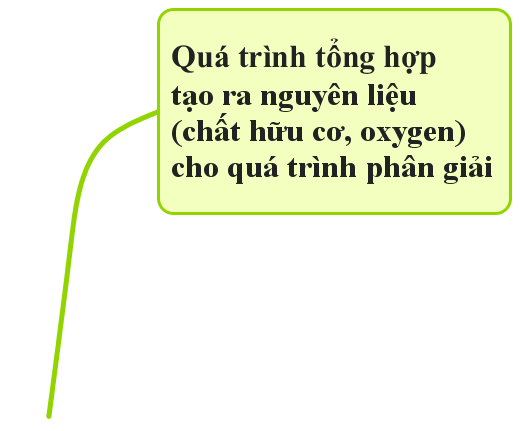 Quá trình tổng hợp
tạo ra nguyên liệu
(chất hữu cơ, oxygen)
cho quá trình phân giải